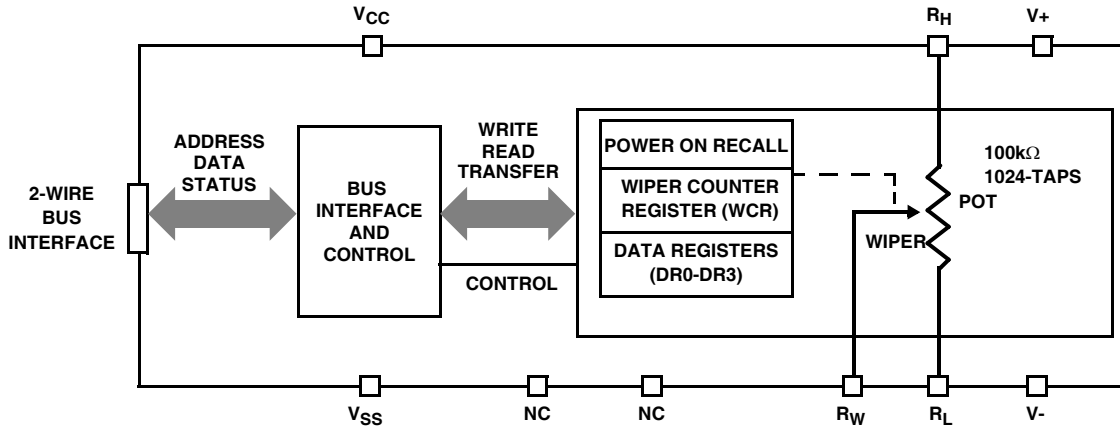 VCC
RH
V+
ADDRESS
DATA
STATUS
2-WIRE
BUS
INTERFACE
BUS
INTERFACE
AND
CONTROL
WRITE
READ
TRANSFER
CONTROL
POWER ON RECALL
WIPER COUNTER
REGISTER (WCR)
DATA REGISTERS
(DR0-DR3)
100kΩ
1024-TAPS
POT
WIPER
VSS
NC
NC
RW
RL
V-